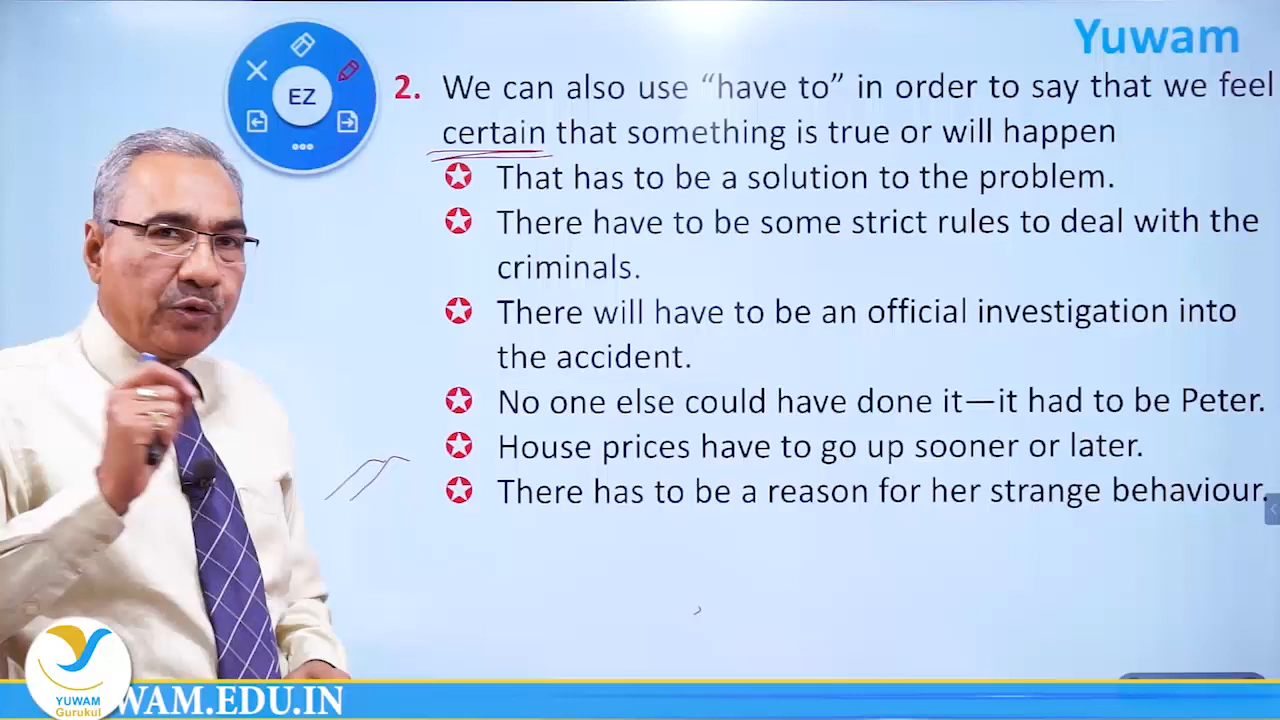 Yuwam
EZ
2. We can also use “have to” in order to say that we feel
certain that something is true or will happen
That has to be a solution to the problem.
There have to be some strict rules to deal with the
criminals.
There will have to be an official investigation into
the accident.
No one else could have done it—it had to be Peter.
House prices have to go up sooner or later.
There has to be a reason for her strange behaviour.
YUWAM
Gurukul
WAM.EDU.IN